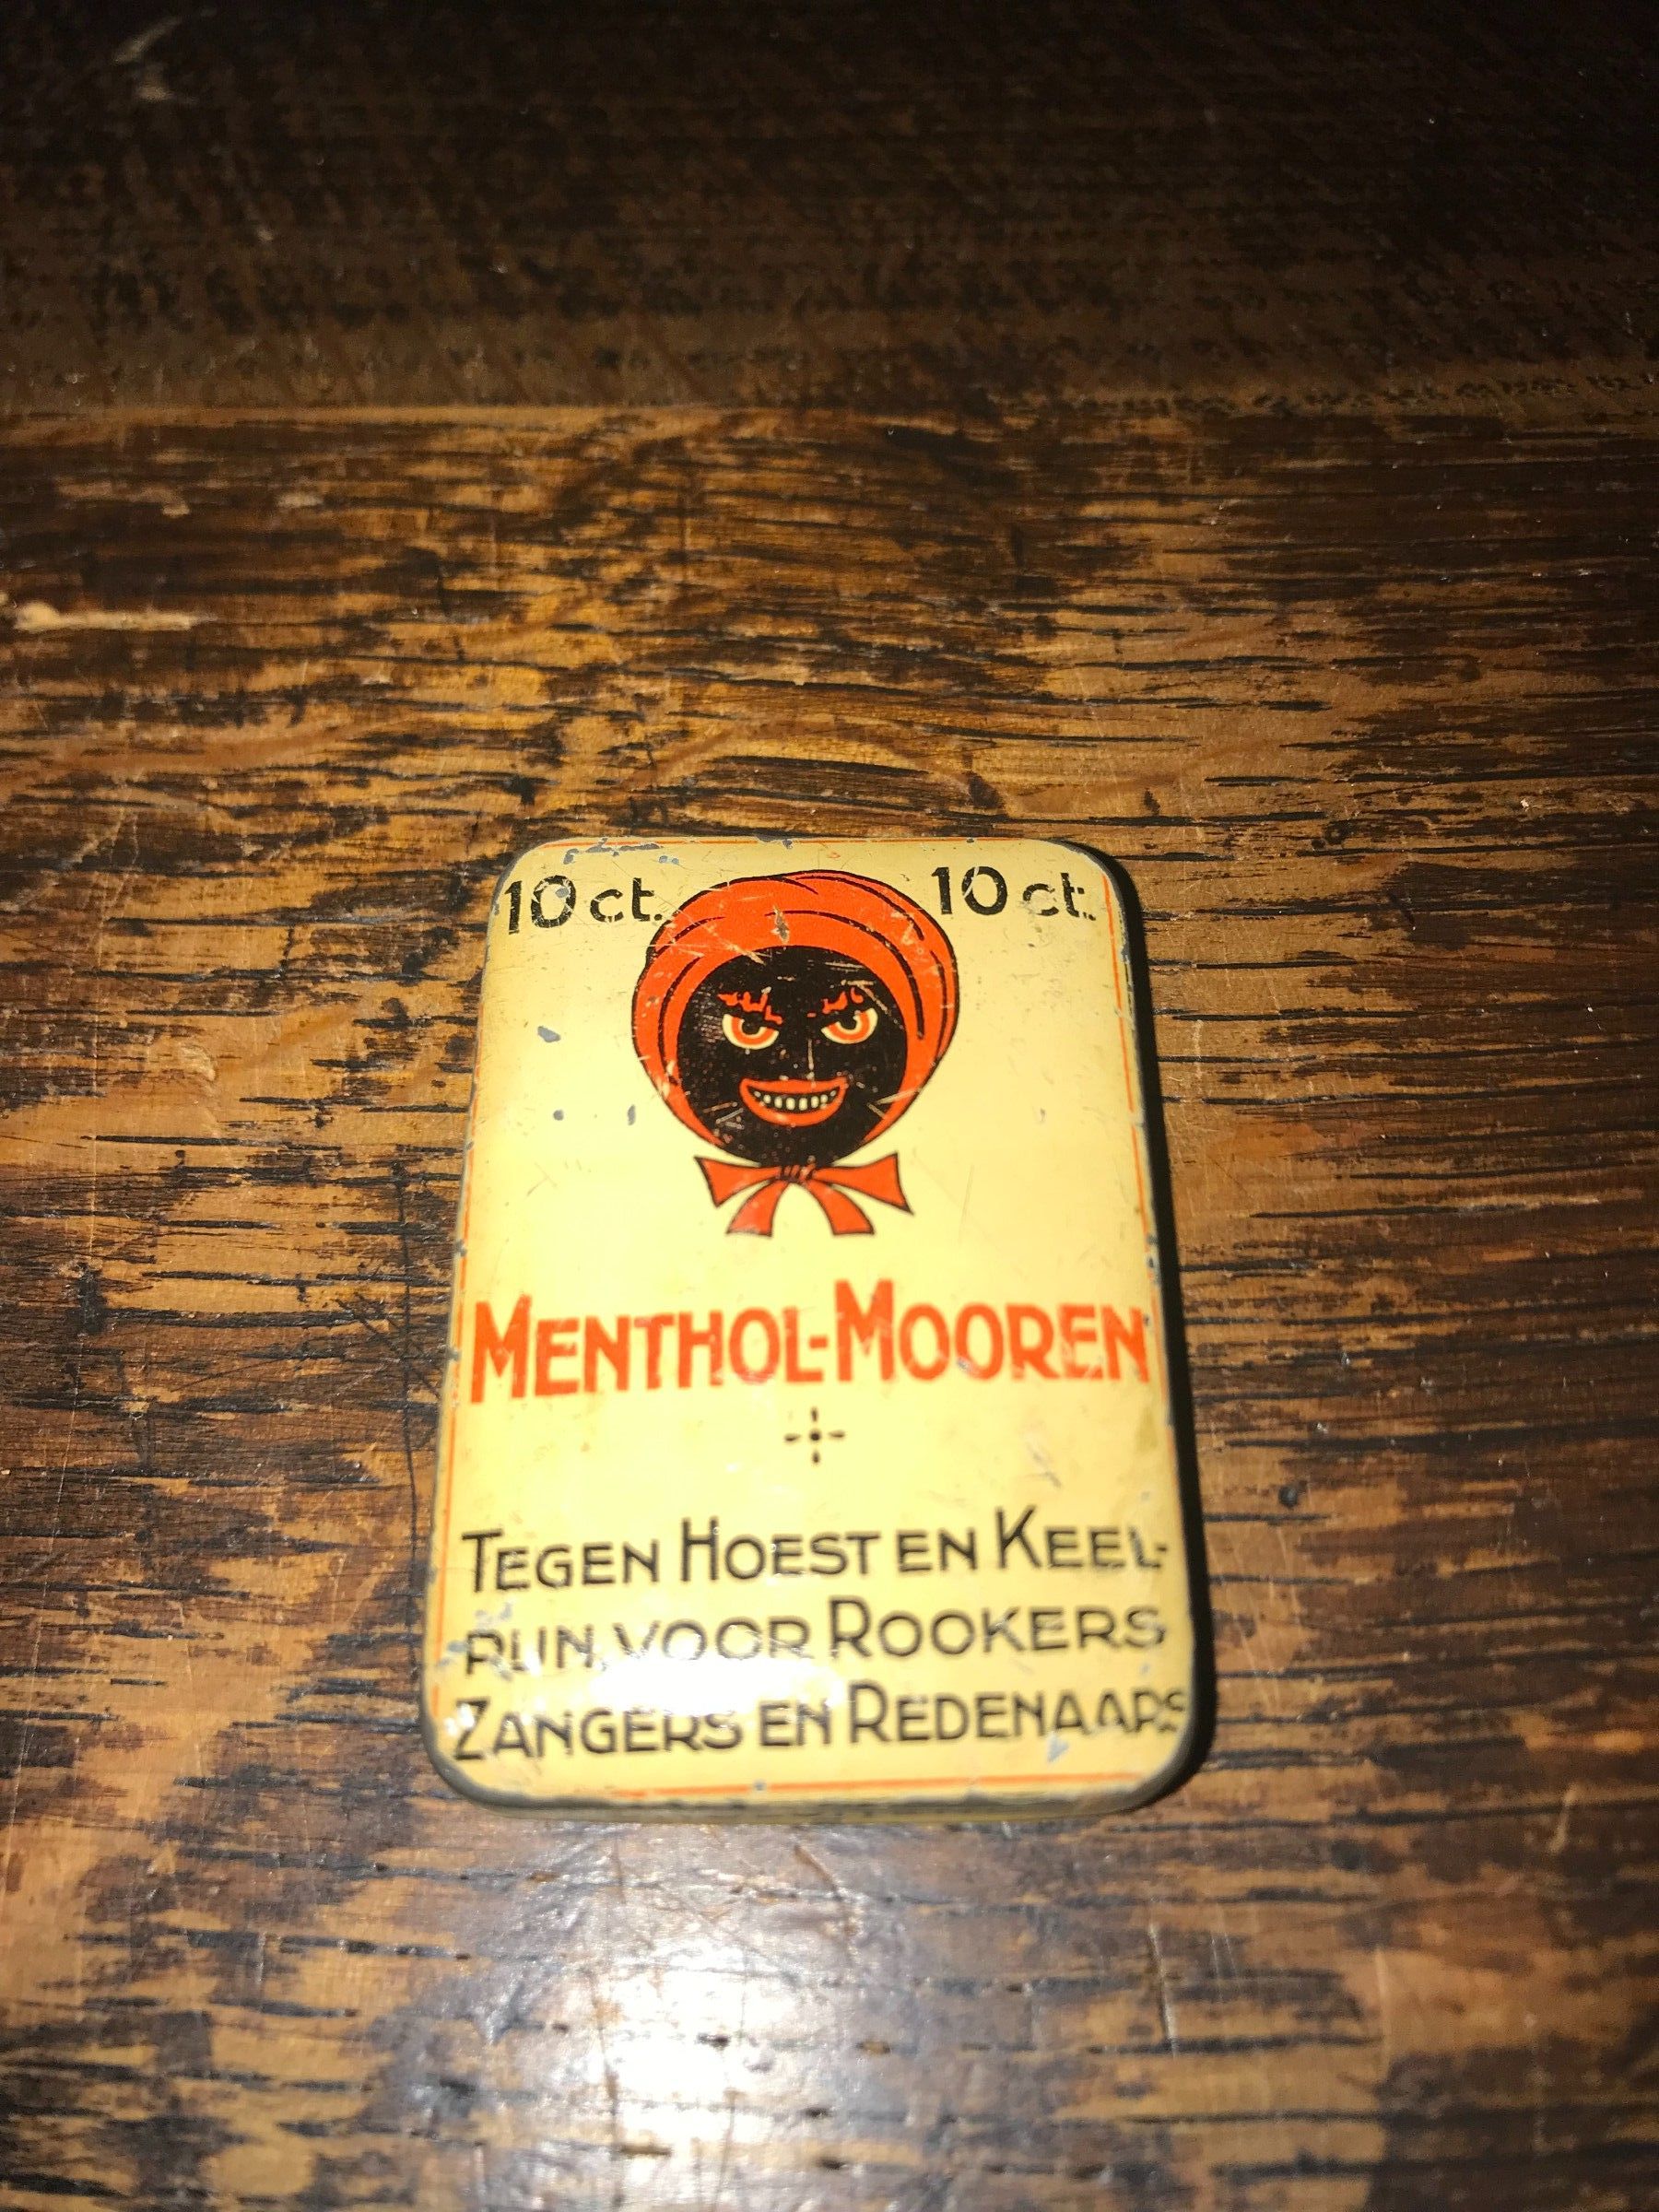 10 ct. 10 ct.
MENTHOL-MOOREN
TEGEN HOEST EN KEEL-
PIJN, VOOR ROOKERS
ZANGERS EN REDENAARS